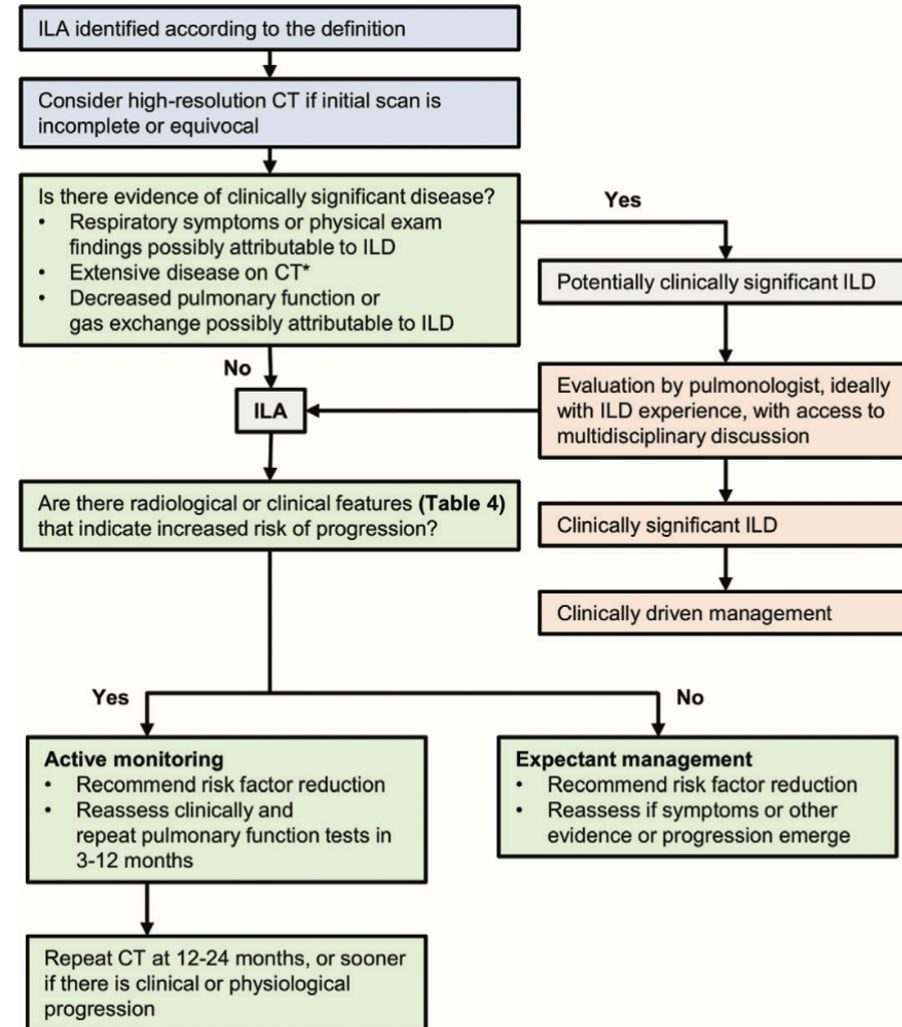 ILA identified according to the definition
Consider high-resolution CT if initial scan is
incomplete or equivocal
Is there evidence of clinically significant disease?
• Respiratory symptoms or physical exam
findings possibly attributable to ILD
• Extensive disease on CT*
• Decreased pulmonary function or
gas exchange possibly attributable to ILD
Yes
Potentially clinically significant ILD
Evaluation by pulmonologist, ideally
with ILD experience, with access to
multidisciplinary discussion
Clinically significant ILD
Clinically driven management
No
ILA
Are there radiological or clinical features (Table 4)
that indicate increased risk of progression?
Yes
Active monitoring
• Recommend risk factor reduction
• Reassess clinically and
repeat pulmonary function tests in
3-12 months
Repeat CT at 12-24 months, or sooner
if there is clinical or physiological
progression
No
Expectant management
• Recommend risk factor reduction
• Reassess if symptoms or other
evidence or progression emerge